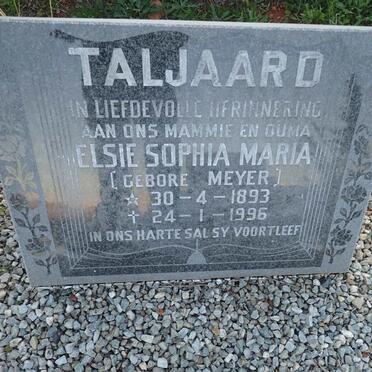 TALJAARD
IN LIEFDEVOLLE HERINNERING
AAN ONS MAMMIE EN OUMA
ELSIE SOPHIA MARIA
(GEBORE MEYER)
☆ 30-4-1893
✝ 24-1-1996
IN ONS HARTE SAL SY VOORTLEEF